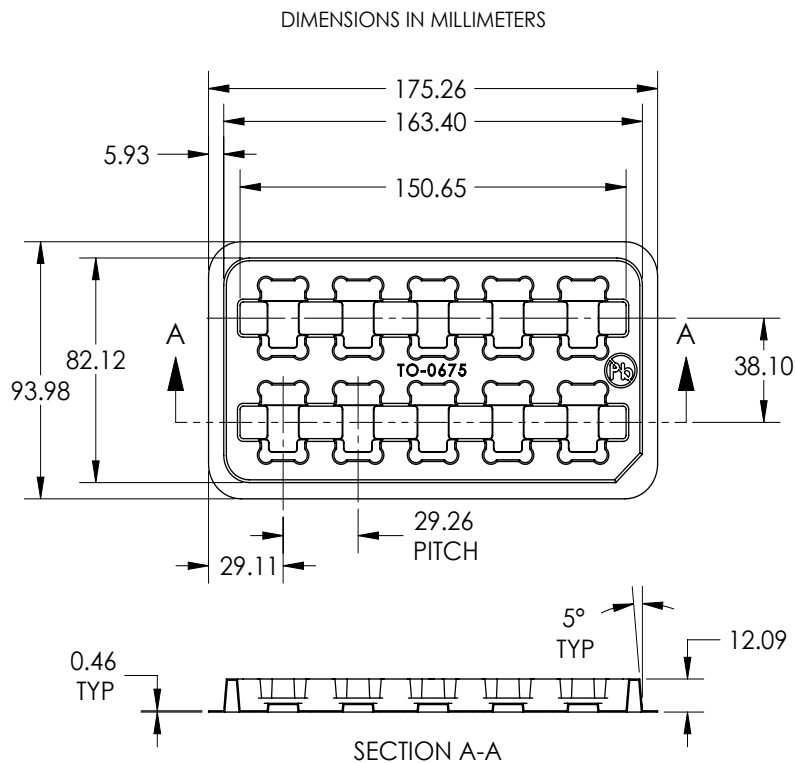 DIMENSIONS IN MILLIMETERS
175.26
163.40
5.93
150.65
A
A
82.12
93.98
TO-0675
Pb
38.10
29.26
PITCH
29.11
5°
TYP
12.09
0.46
TYP
SECTION A-A